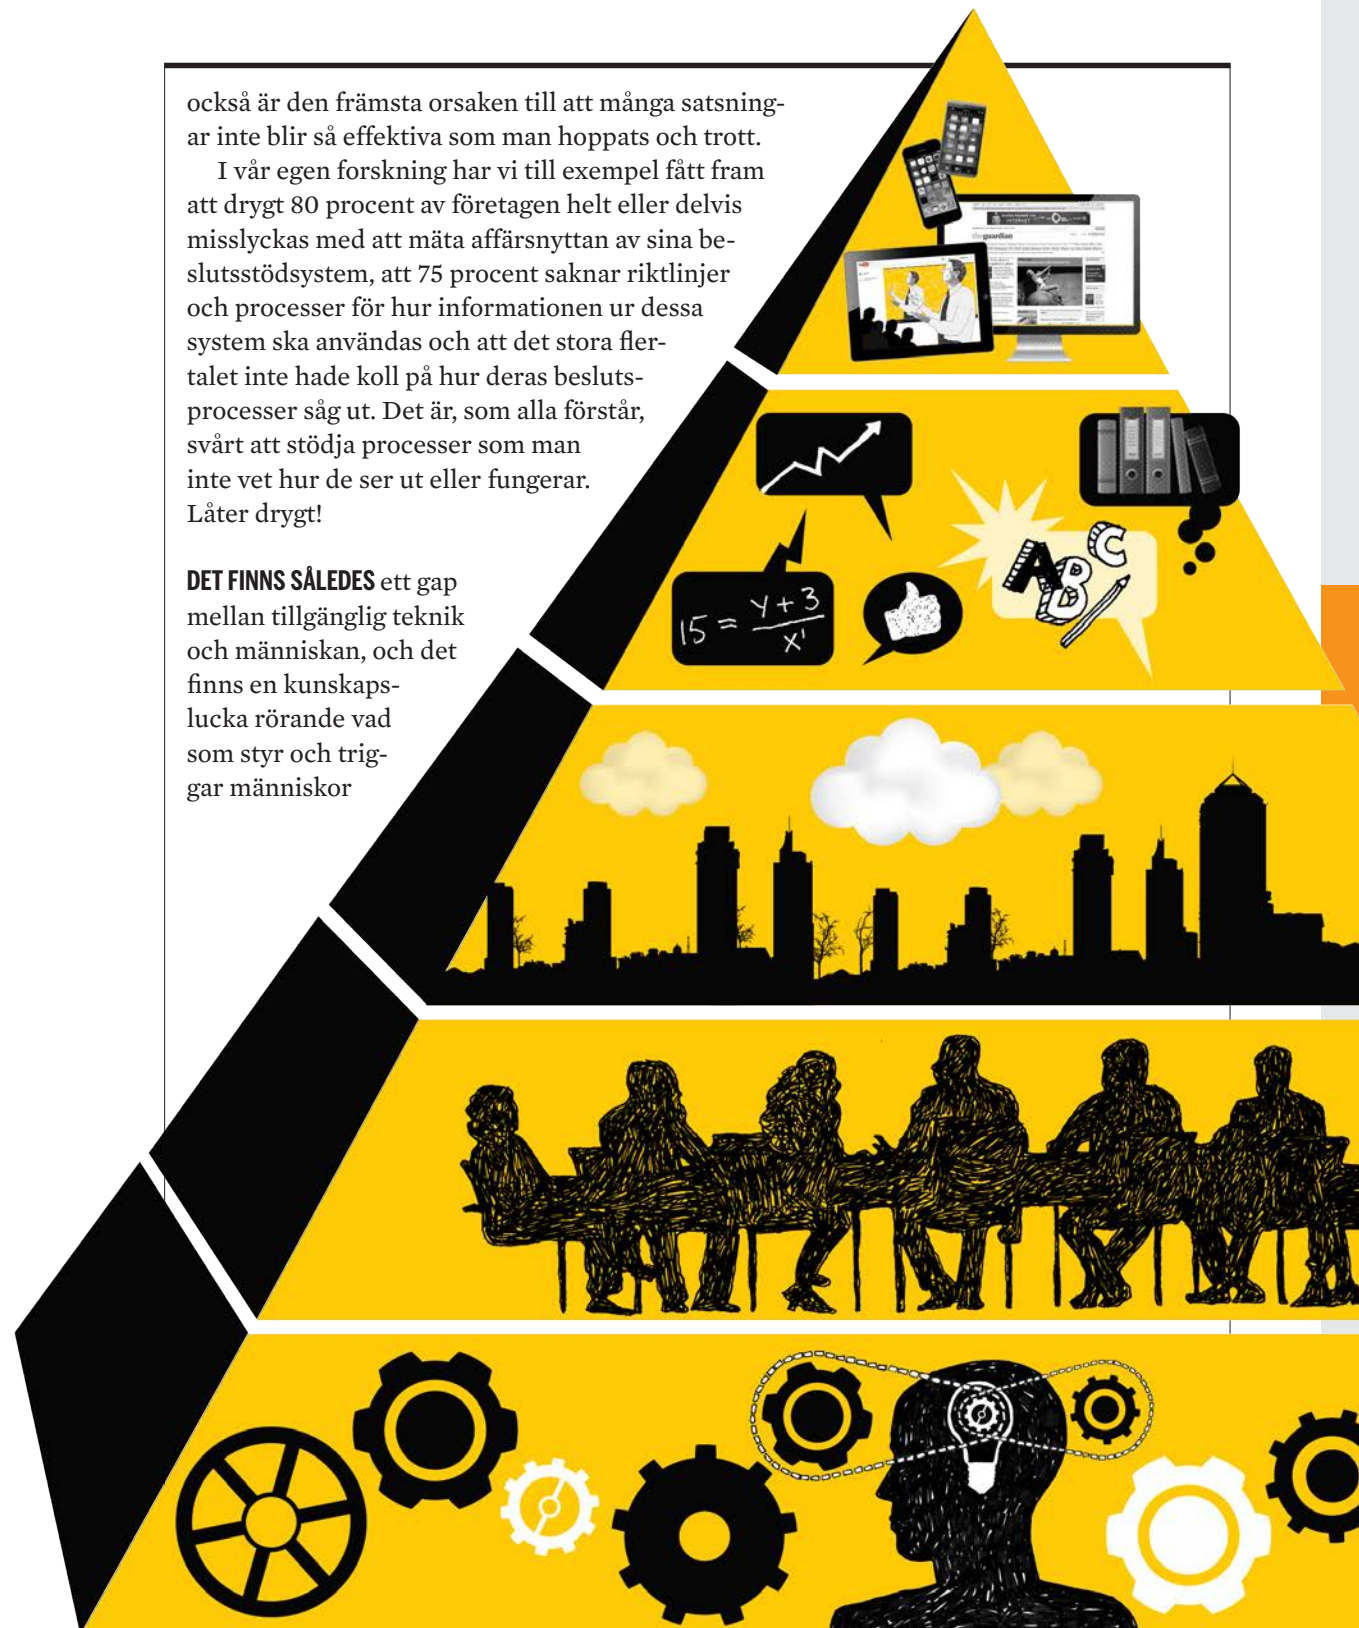 också är den främsta orsaken till att många satsning-
ar inte blir så effektiva som man hoppats och trott.
I vår egen forskning har vi till exempel fått fram
att drygt 80 procent av företagen helt eller delvis
misslyckas med att mäta affärsnyttan av sina be-
slutsstödsystem, att 75 procent saknar riktlinjer
och processer för hur informationen ur dessa
system ska användas och att det stora fler-
talet inte hade koll på hur deras besluts-
processer såg ut. Det är, som alla förstår,
svårt att stödja processer som man
inte vet hur de ser ut eller fungerar.
Låter drygt!
DET FINNS SÅLEDES ett gap
mellan tillgänglig teknik
och människan, och det
finns en kunskaps-
lucka rörande vad
som styr och trig-
gar människor
theguardian
ABC
15 = y + 3
x'